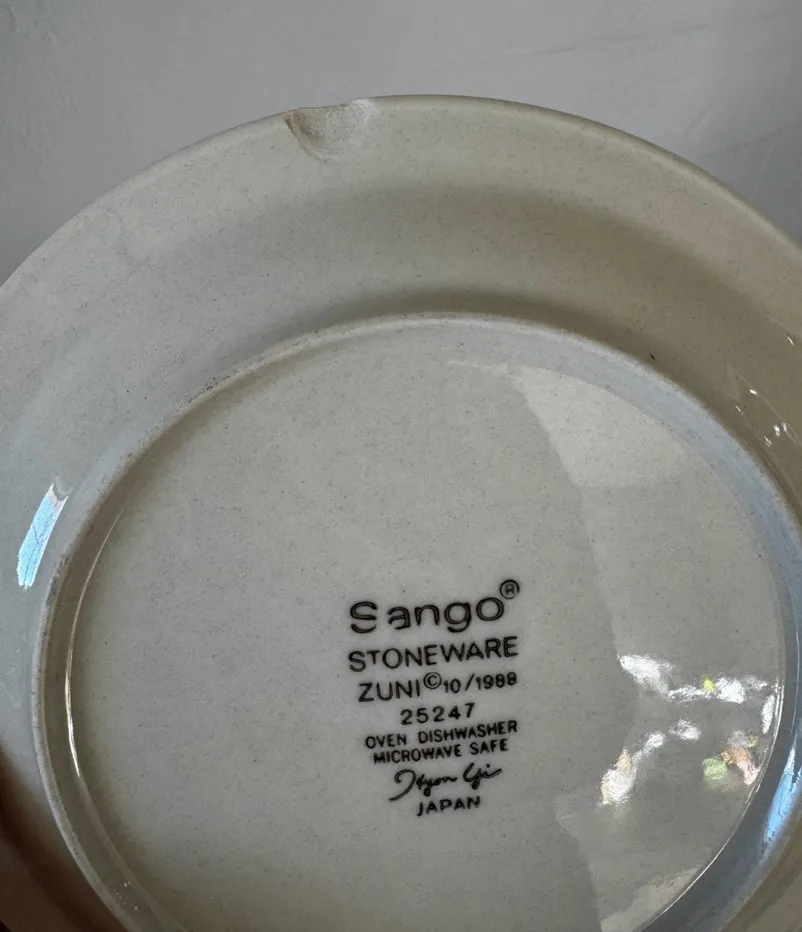 Sango®
STONEWARE
ZUNI©10/1988
25247
OVEN DISHWASHER
MICROWAVE SAFE
JAPAN